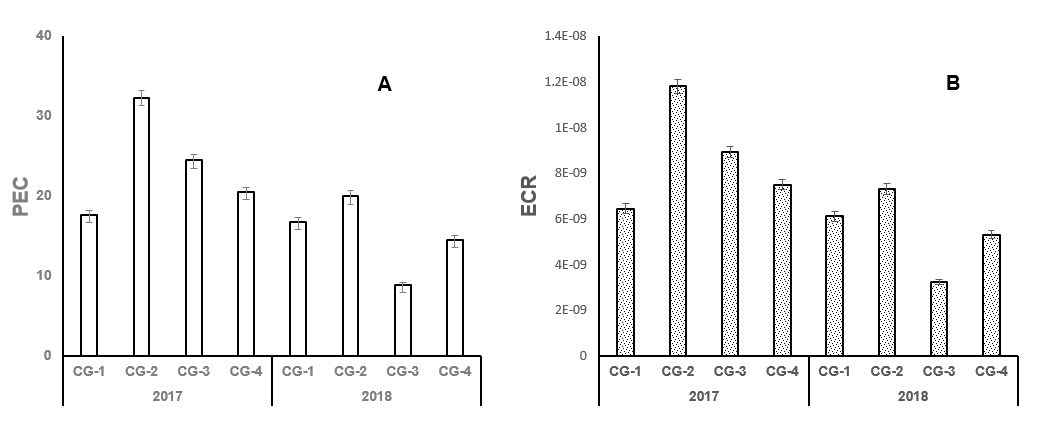 40
30
20
10
0
PEC
A
CG-1 CG-2 CG-3 CG-4 CG-1 CG-2 CG-3 CG-4
2017 2018
1.4E-08
1.2E-08
1E-08
8E-09
6E-09
4E-09
2E-09
0
ECR
B
CG-1 CG-2 CG-3 CG-4 CG-1 CG-2 CG-3 CG-4
2017 2018